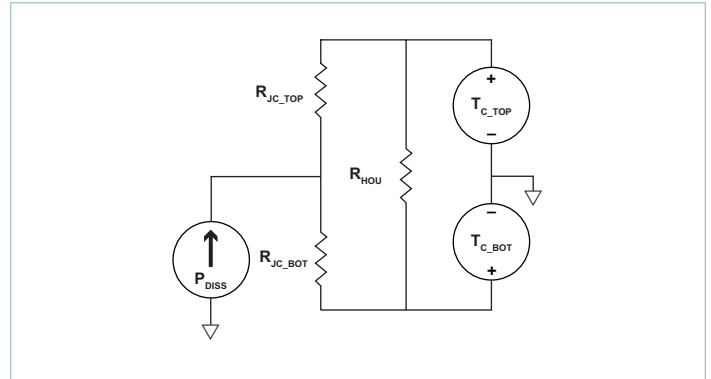 R_JC_TOP
+
T_C_TOP
–
R_HOU
–
T_C_BOT
+
R_JC_BOT
P_DISS